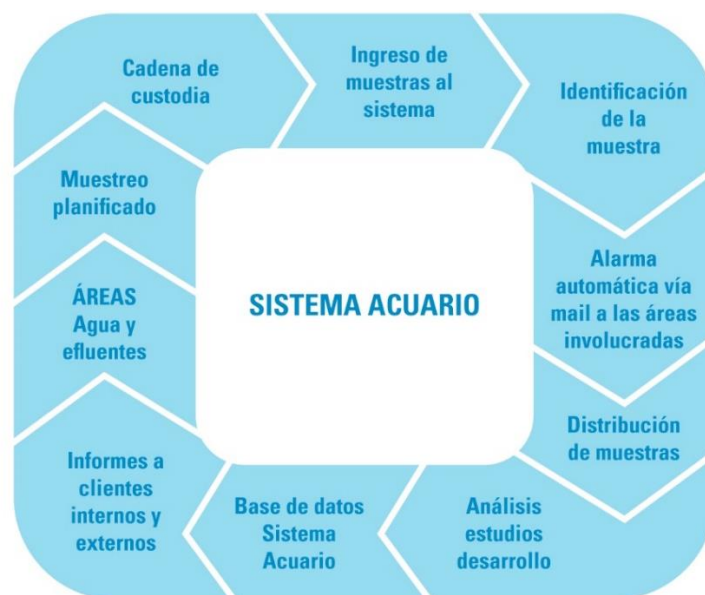 Cadena de
custodia
Ingreso de
muestras al
sistema
Identificación
de la
muestra
Muestreo
planificado
SISTEMA ACUARIO
Alarma
automática vía
mail a las áreas
involucradas
ÁREAS
Agua y
efluentes
Distribución
de muestras
Informes a
clientes
internos y
externos
Base de datos
Sistema
Acuario
Análisis
estudios
desarrollo